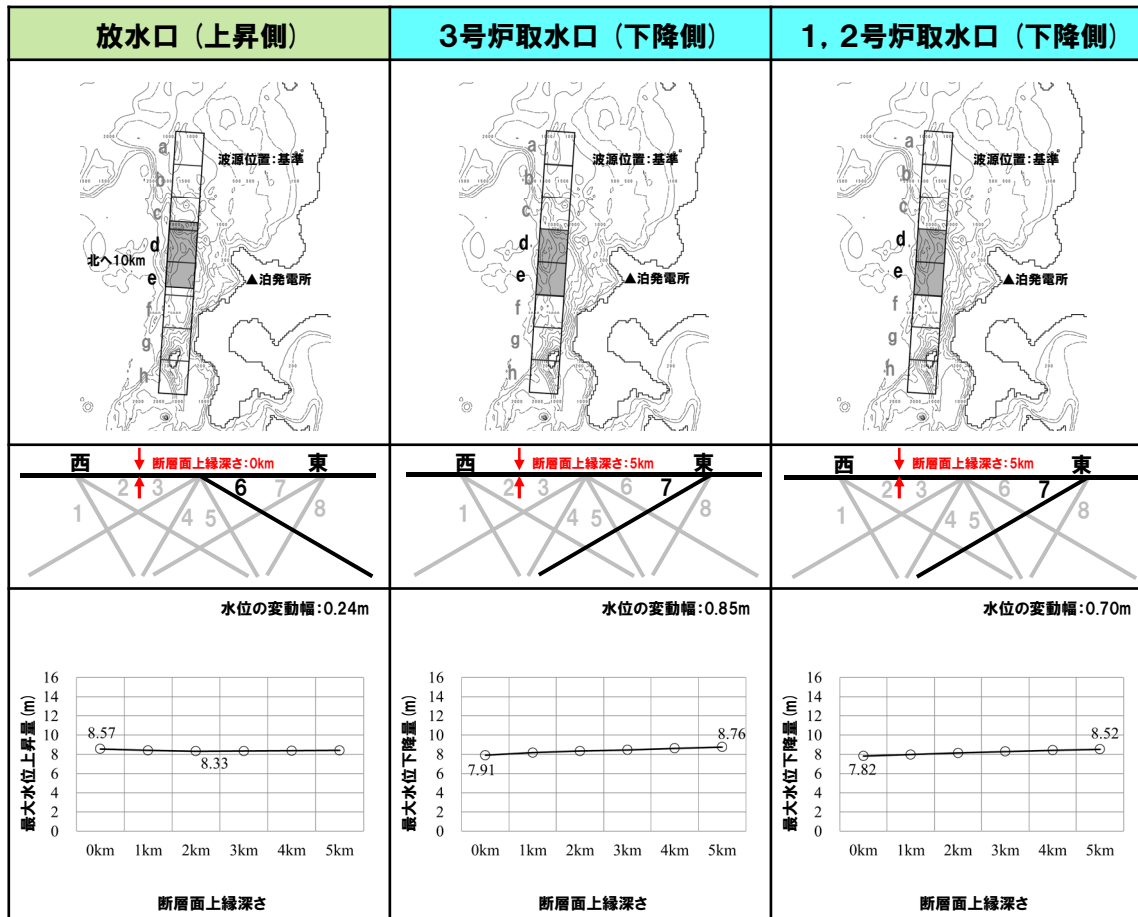 放水口（上昇側）
3号炉取水口（下降側）
1，2号炉取水口（下降側）
a
b
c
d
e
f
g
h
波源位置：基準
北へ10km
▲泊発電所
a
b
c
d
e
f
g
h
波源位置：基準
▲泊発電所
a
b
c
d
e
f
g
h
波源位置：基準
▲泊発電所
西
断層面上縁深さ：0km
東
1
2
3
4
5
6
7
8
西
断層面上縁深さ：5km
東
1
2
3
4
5
6
7
8
西
断層面上縁深さ：5km
東
1
2
3
4
5
6
7
8
水位の変動幅：0.24m
最大水位上昇量(m)
16
14
12
10
8
6
4
2
0
8.57
8.33
0km 1km 2km 3km 4km 5km
断層面上縁深さ
水位の変動幅：0.85m
最大水位下降量(m)
16
14
12
10
8
6
4
2
0
7.91
8.76
0km 1km 2km 3km 4km 5km
断層面上縁深さ
水位の変動幅：0.70m
最大水位下降量(m)
16
14
12
10
8
6
4
2
0
7.82
8.52
0km 1km 2km 3km 4km 5km
断層面上縁深さ